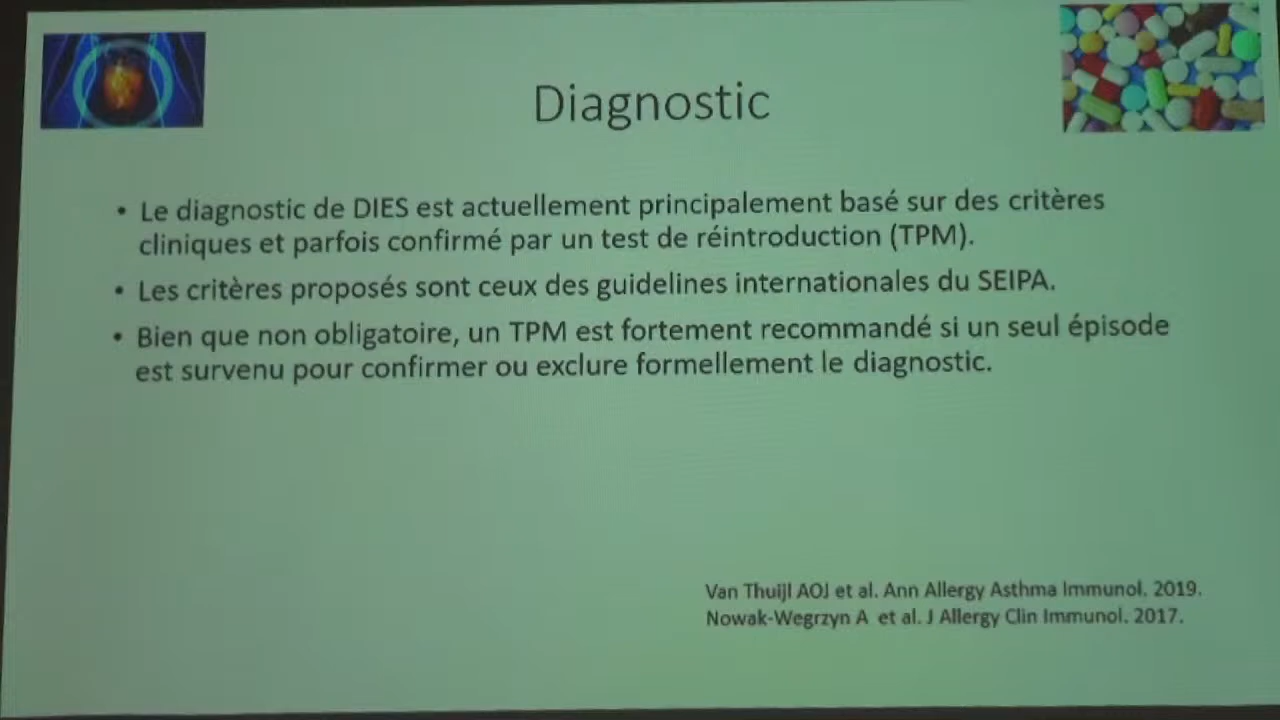 Diagnostic
• Le diagnostic de DIES est actuellement principalement basé sur des critères
cliniques et parfois confirmé par un test de réintroduction (TPM).
• Les critères proposés sont ceux des guidelines internationales du SEIPA.
• Bien que non obligatoire, un TPM est fortement recommandé si un seul épisode
est survenu pour confirmer ou exclure formellement le diagnostic.
Van Thuijl AOJ et al. Ann Allergy Asthma Immunol. 2019.
Nowak-Wegrzyn A et al. J Allergy Clin Immunol. 2017.